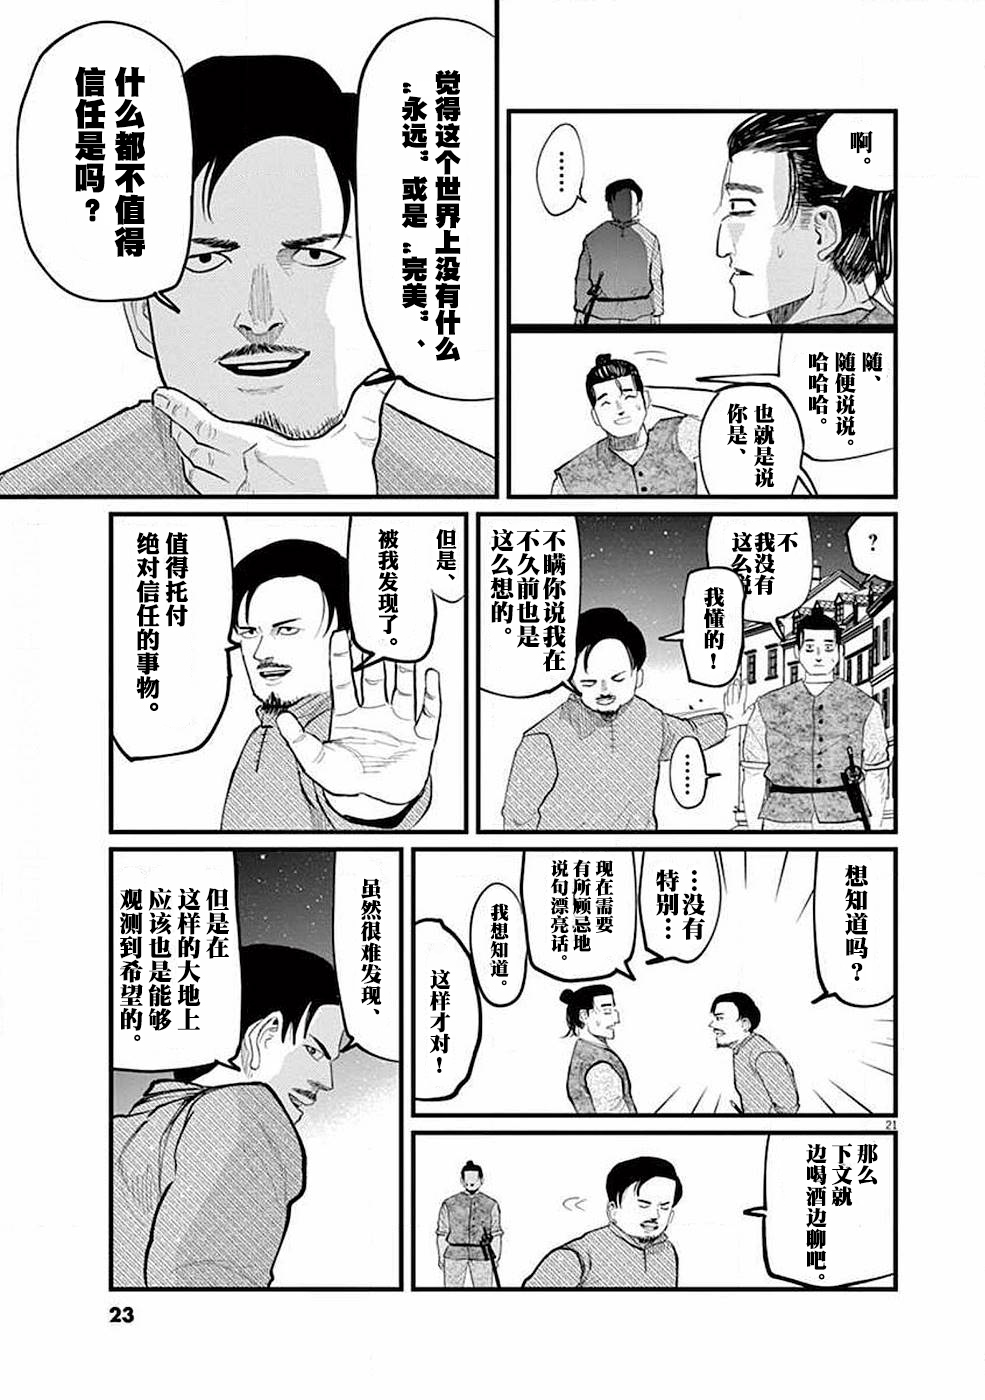 啊。
……
随、
随便说说。
哈哈哈。
也就是说
你是、
觉得这个世界上没有什么
“永远”或是“完美”、
什么都不值得
信任是吗？
？
不
我没有
这么说
我懂的！
……
不瞒你说我在
不久前也是
这么想的。
但是、
被我发现了。
值得托付
绝对信任的事物。
想知道吗？
…没有
特别…
现在需要
有所顾忌地
说句漂亮话。
我想知道。
这样才对！
虽然很难发现、
但是在
这样的大地上
应该也是能够
观测到希望的。
21
那么
下文就
边喝酒边聊吧。
23